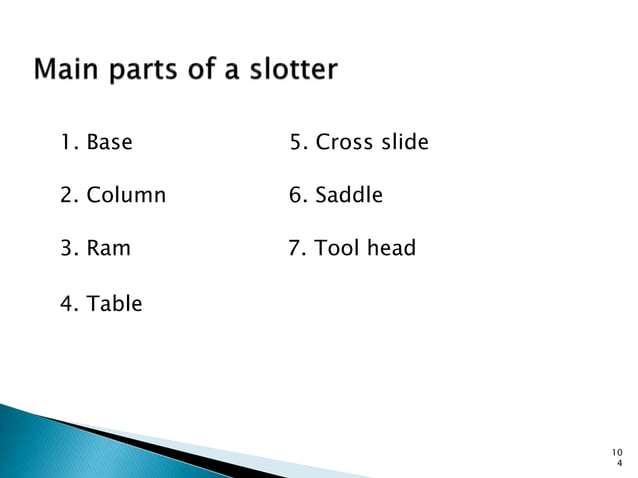 Main parts of a slotter
1. Base
2. Column
3. Ram
4. Table
5. Cross slide
6. Saddle
7. Tool head
10
4